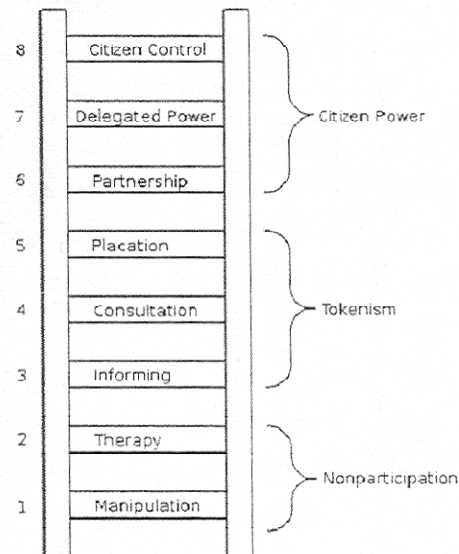 8 Citizen Control
7 Delegated Power
Citizen Power
6 Partnership
5 Placation
4 Consultation
Tokenism
3 Informing
2 Therapy
Nonparticipation
1 Manipulation